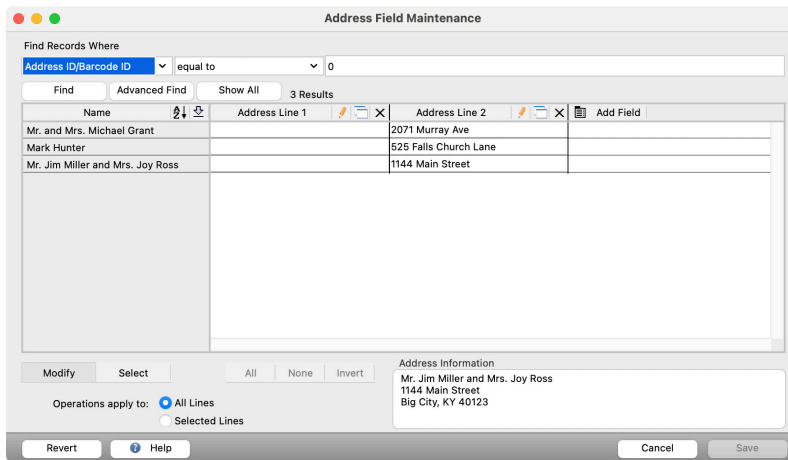 Address Field Maintenance
Find Records Where
Address ID/Barcode ID equal to 0
Find Advanced Find Show All 3 Results
Name Address Line 1 Address Line 2 Add Field
Mr. and Mrs. Michael Grant 2071 Murray Ave
Mark Hunter 525 Falls Church Lane
Mr. Jim Miller and Mrs. Joy Ross 1144 Main Street
Modify Select All None Invert
Address Information
Mr. Jim Miller and Mrs. Joy Ross
1144 Main Street
Big City, KY 40123
Operations apply to: All Lines
Selected Lines
Revert ? Help Cancel Save